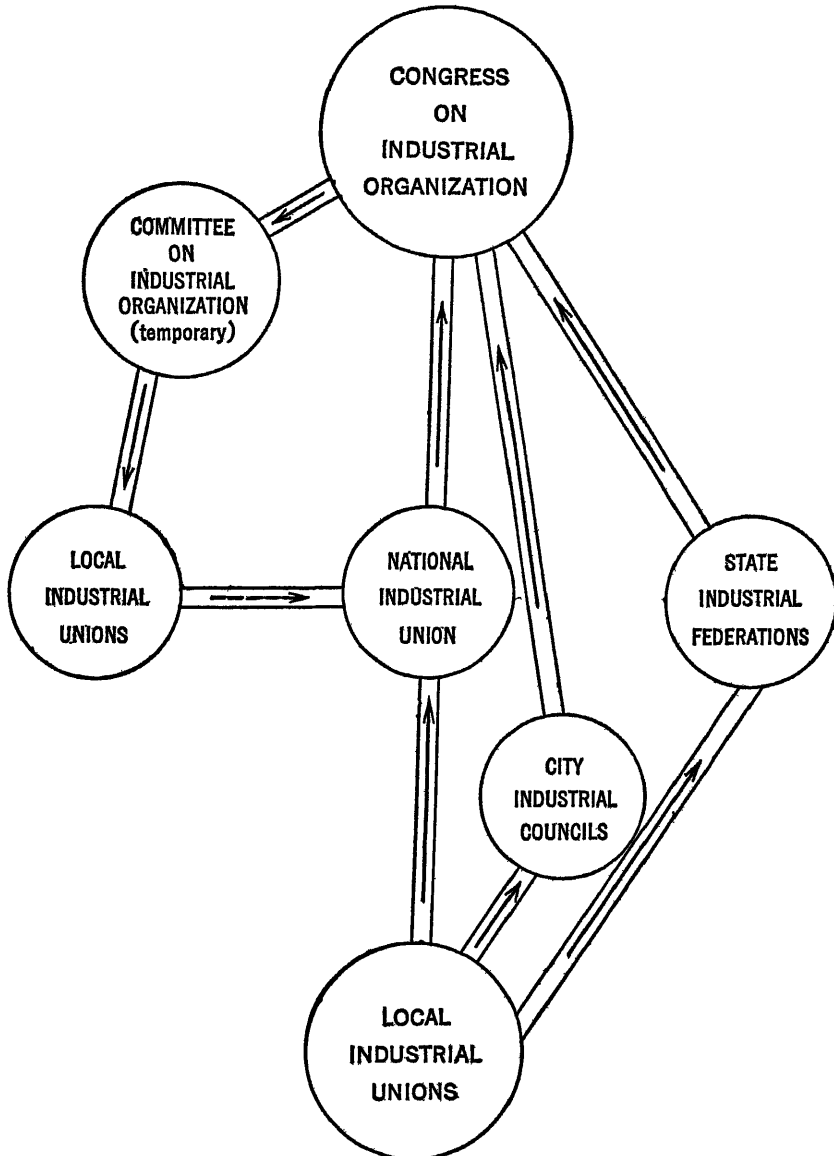 CONGRESS
ON
INDUSTRIAL
ORGANIZATION
COMMITTEE
ON
INDUSTRIAL
ORGANIZATION
(temporary)
LOCAL
INDUSTRIAL
UNIONS
NATIONAL
INDUSTRIAL
UNION
STATE
INDUSTRIAL
FEDERATIONS
CITY
INDUSTRIAL
COUNCILS
LOCAL
INDUSTRIAL
UNIONS